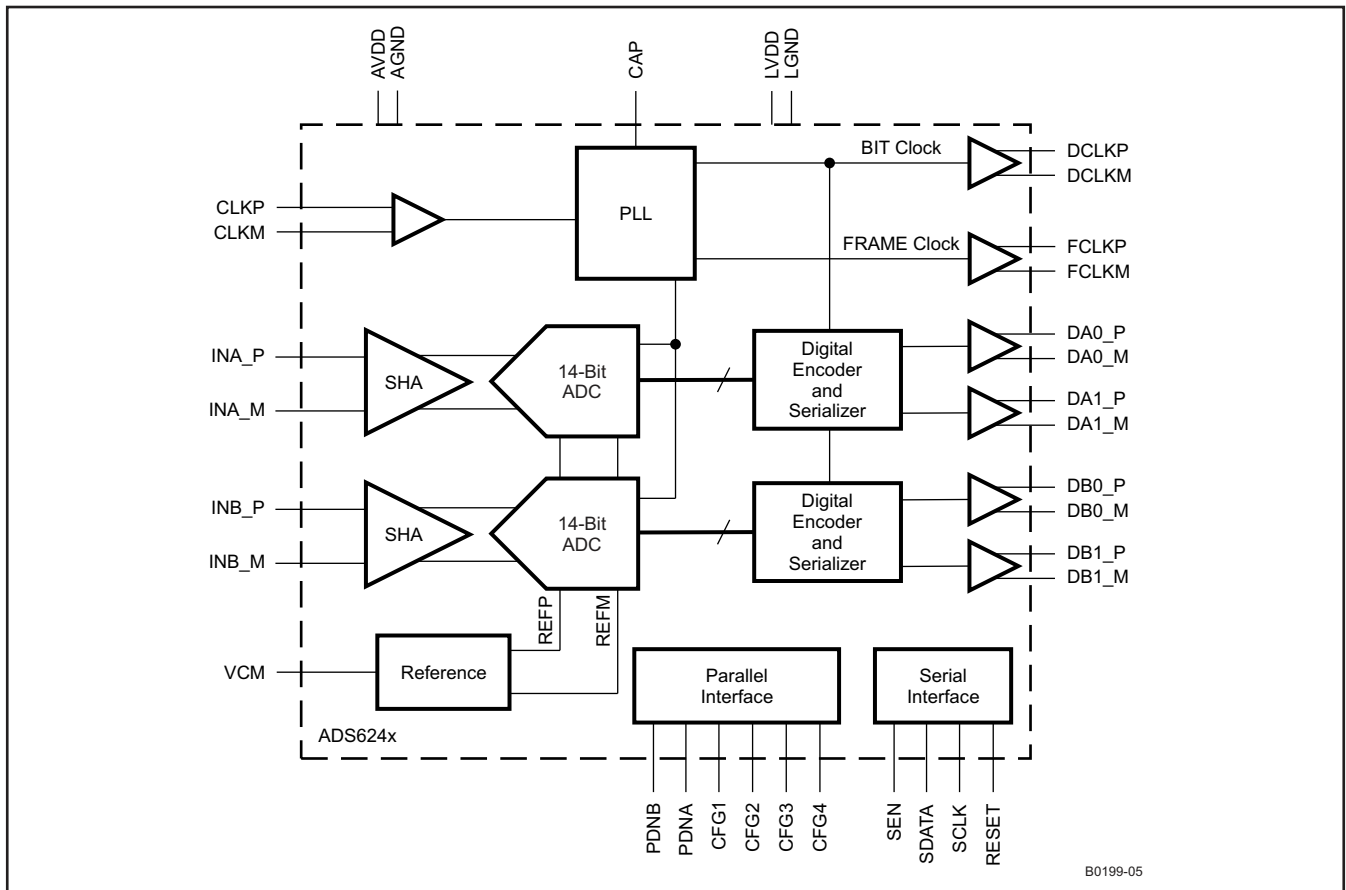 AVDD
AGND
CAP
LVDD
LGND
BIT Clock
DCLKP
DCLKM
CLKP
CLKM
PLL
FRAME Clock
FCLKP
FCLKM
INA_P
INA_M
SHA
14-Bit
ADC
Digital
Encoder
and
Serializer
DA0_P
DA0_M
DA1_P
DA1_M
INB_P
INB_M
SHA
14-Bit
ADC
Digital
Encoder
and
Serializer
DB0_P
DB0_M
DB1_P
DB1_M
REFP
REFM
VCM
Reference
Parallel
Interface
Serial
Interface
ADS624x
PDNB
PDNA
CFG1
CFG2
CFG3
CFG4
SEN
SDATA
SCLK
RESET
B0199-05